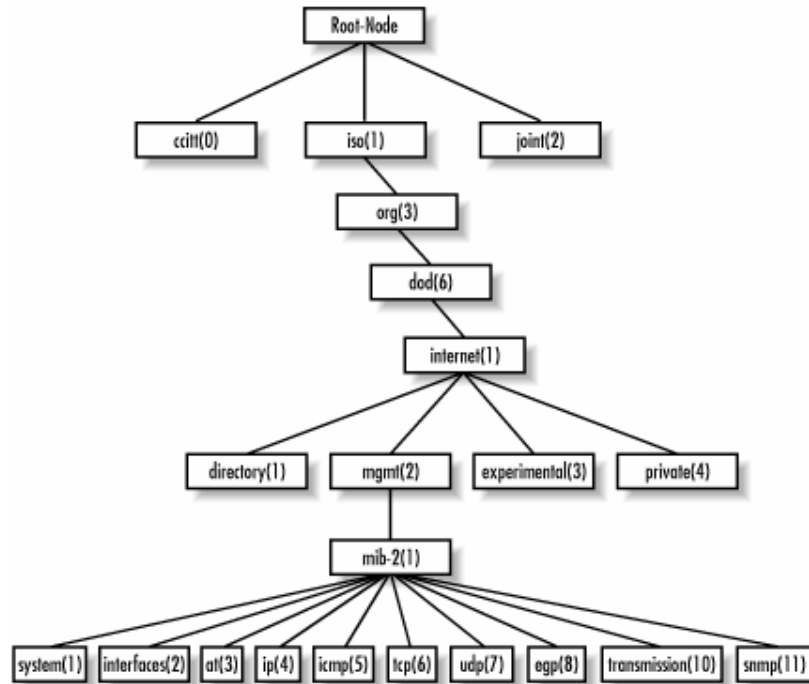 Root-Node
ccitt(0) iso(1) joint(2)
org(3)
dod(6)
internet(1)
directory(1) mgmt(2) experimental(3) private(4)
mib-2(1)
system(1) interfaces(2) at(3) ip(4) icmp(5) tcp(6) udp(7) egp(8) transmission(10) snmp(11)